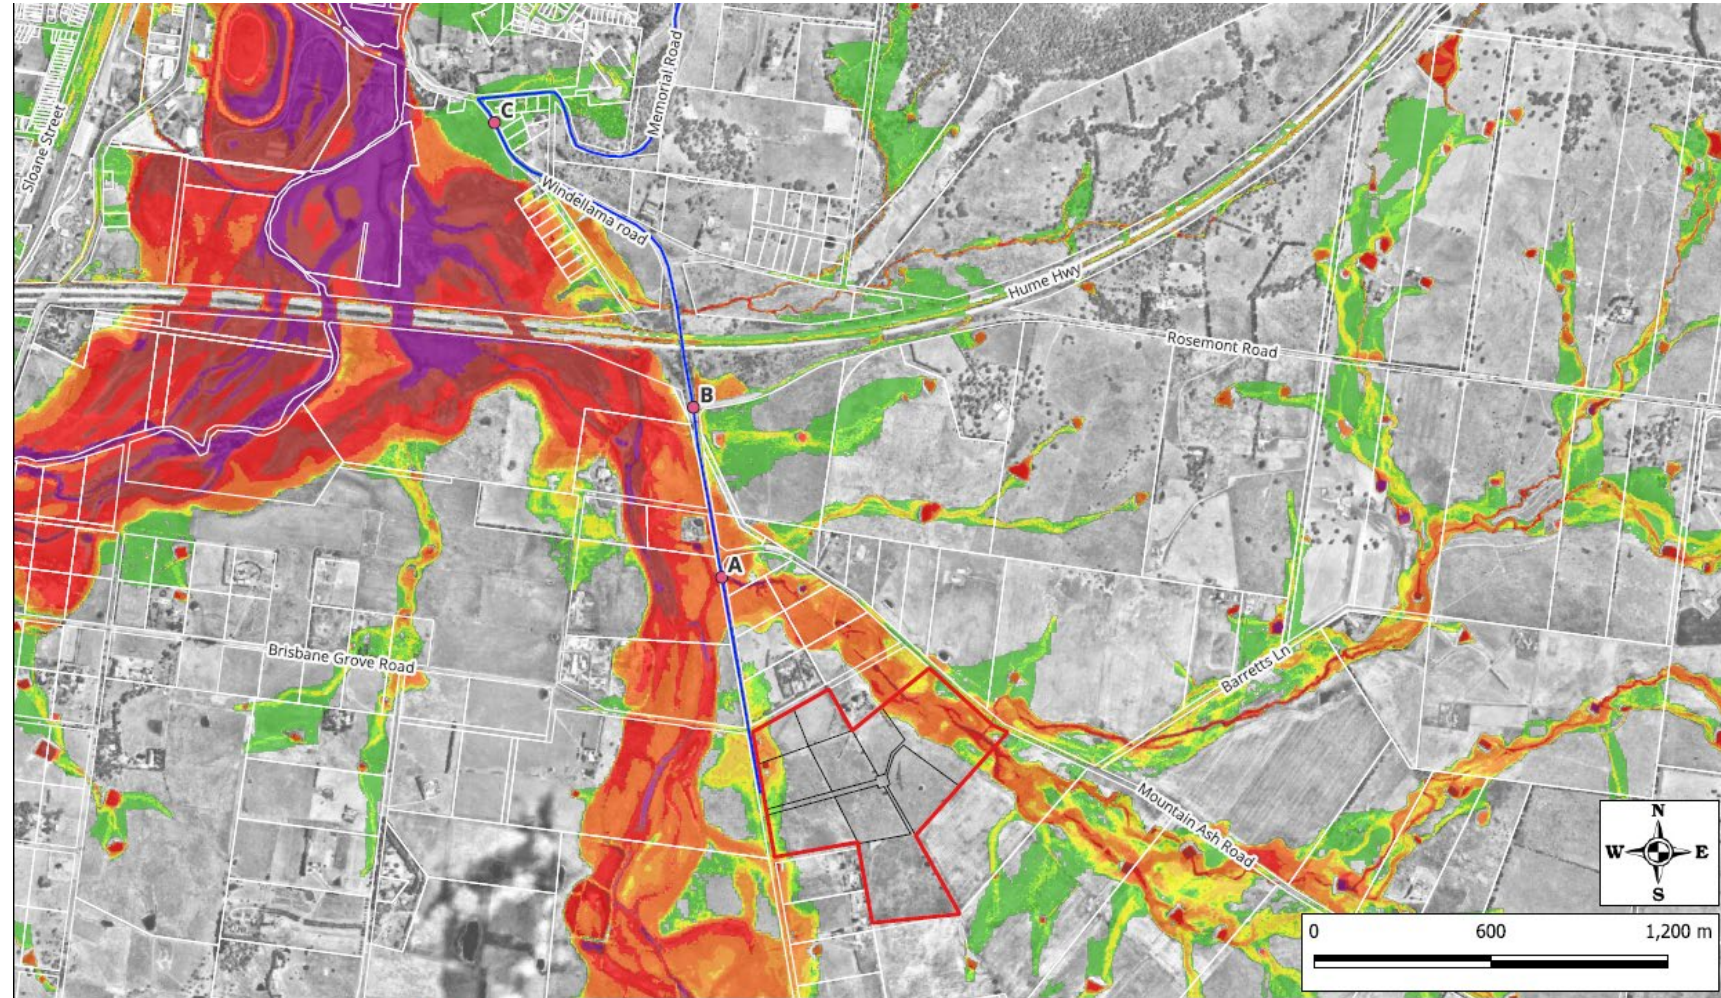 Sloane Street
Memorial Road
C
Windellama road
Hume Hwy
Rosemont Road
B
A
Brisbane Grove Road
Barretts Ln
Mountain Ash Road
N
W E
S
0 600 1,200 m